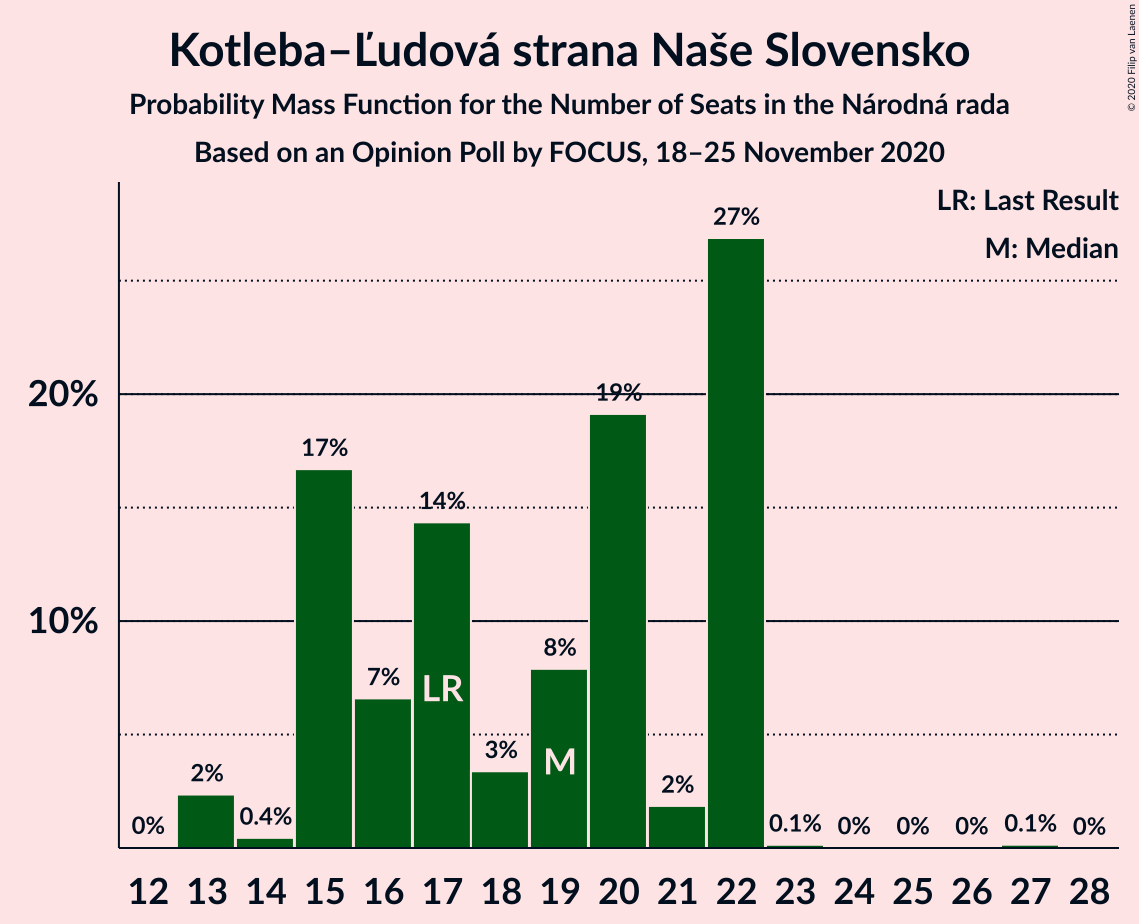 Kotleba–Ľudová strana Naše Slovensko
Probability Mass Function for the Number of Seats in the Národná rada
Based on an Opinion Poll by FOCUS, 18–25 November 2020
© 2020 Filip van Laenen
LR: Last Result
M: Median
20%
10%
0% 2% 0.4% 17% 7% 14% 3% 8% 19% 2% 27% 0.1% 0% 0% 0% 0.1% 0%
LR
M
12 13 14 15 16 17 18 19 20 21 22 23 24 25 26 27 28